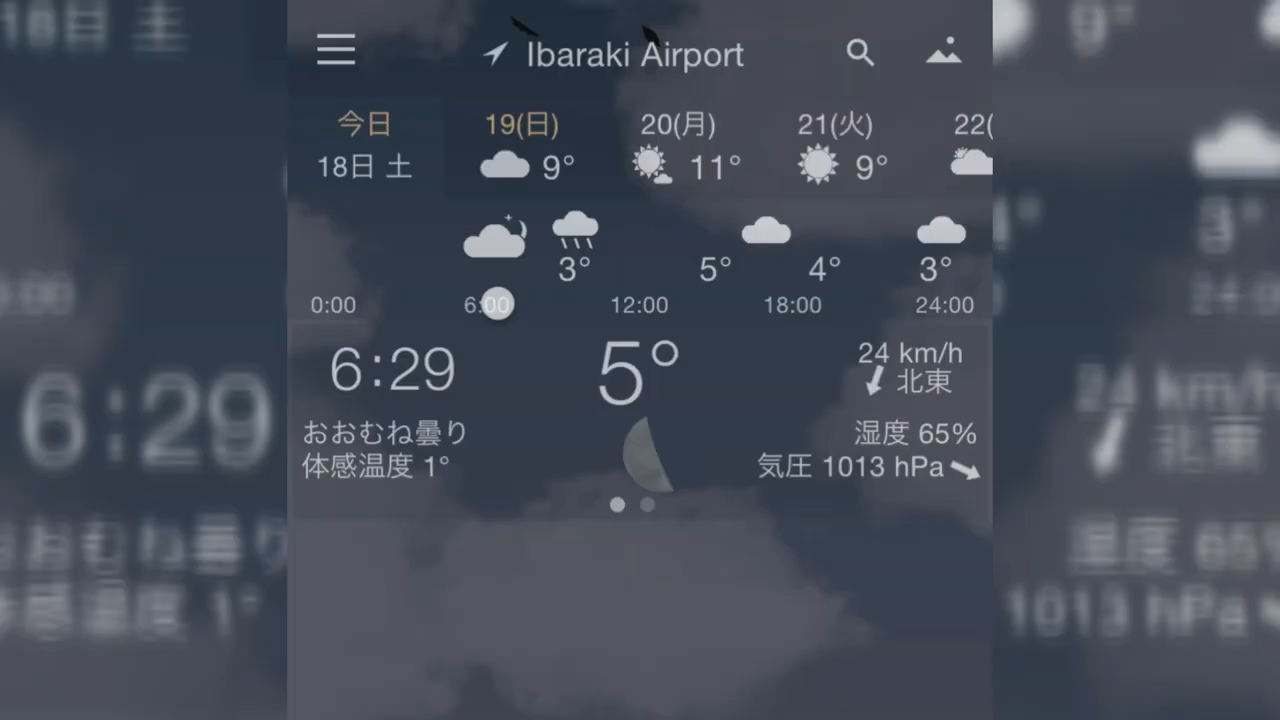 Ibaraki Airport
今日 19(日) 20(月) 21(火) 22(
18日 土 9° 11° 9°
3° 5° 4° 3°
0:00 6:00 12:00 18:00 24:00
6:29 5° 24 km/h
北東
おおむね曇り 湿度 65%
体感温度 1° 気圧 1013 hPa